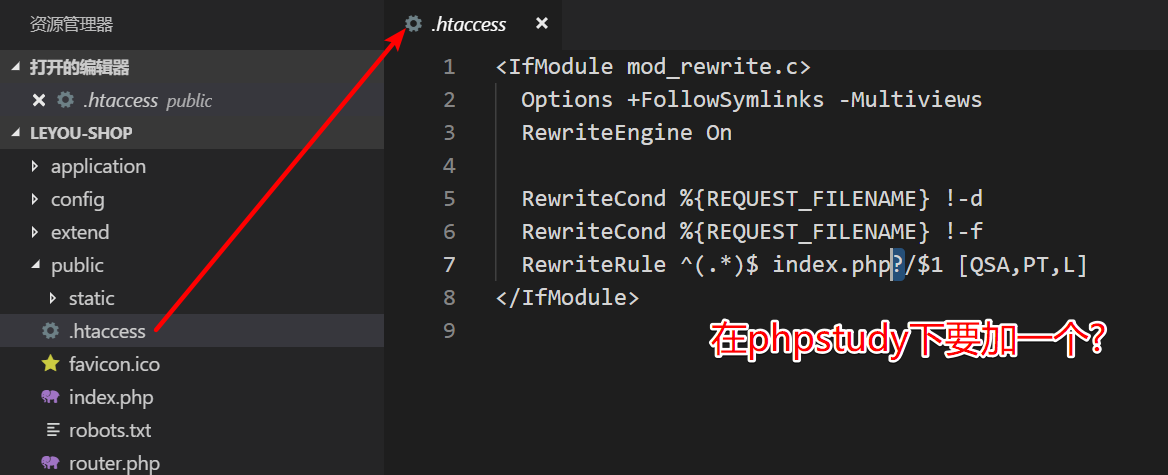 资源管理器
打开的编辑器
.htaccess public
LEYOU-SHOP
application
config
extend
public
static
.htaccess
favicon.ico
index.php
robots.txt
router.php
.htaccess
1 <IfModule mod_rewrite.c>
2 Options +FollowSymlinks -Multiviews
3 RewriteEngine On
4
5 RewriteCond %{REQUEST_FILENAME} !-d
6 RewriteCond %{REQUEST_FILENAME} !-f
7 RewriteRule ^(.*)$ index.php?/$1 [QSA,PT,L]
8 </IfModule>
9
在phpstudy下要加一个?